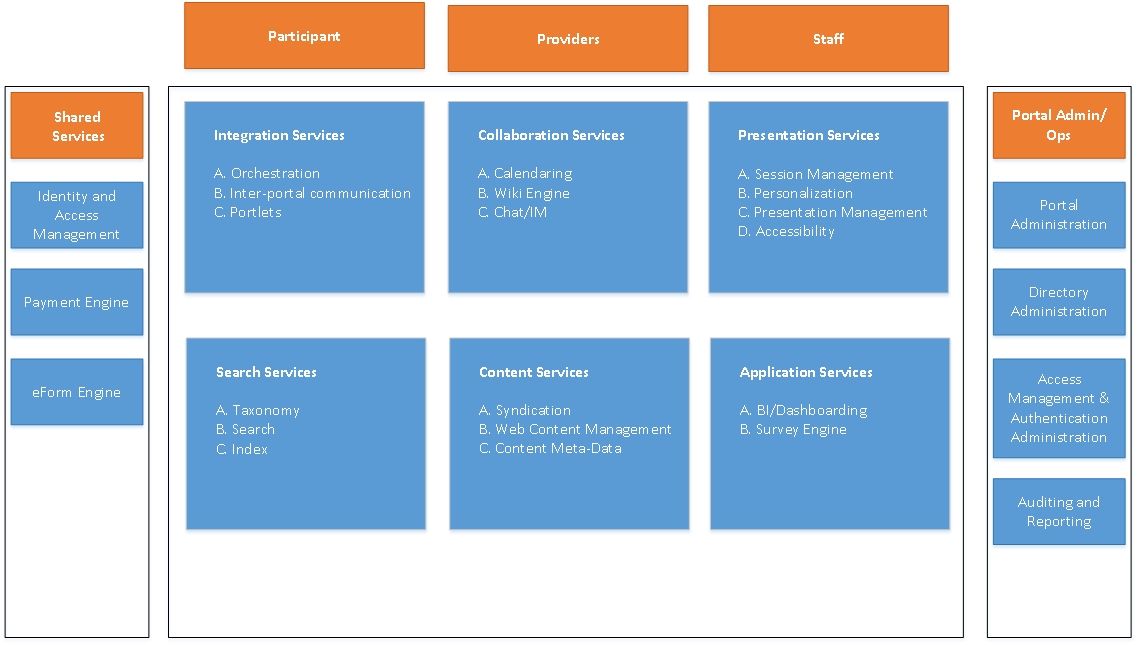 Participant
Providers
Staff
Shared
Services
Identity and
Access
Management
Payment Engine
eForm Engine
Integration Services
A. Orchestration
B. Inter-portal communication
C. Portlets
Collaboration Services
A. Calendaring
B. Wiki Engine
C. Chat/IM
Presentation Services
A. Session Management
B. Personalization
C. Presentation Management
D. Accessibility
Search Services
A. Taxonomy
B. Search
C. Index
Content Services
A. Syndication
B. Web Content Management
C. Content Meta-Data
Application Services
A. BI/Dashboarding
B. Survey Engine
Portal Admin/
Ops
Portal
Administration
Directory
Administration
Access
Management &
Authentication
Administration
Auditing and
Reporting